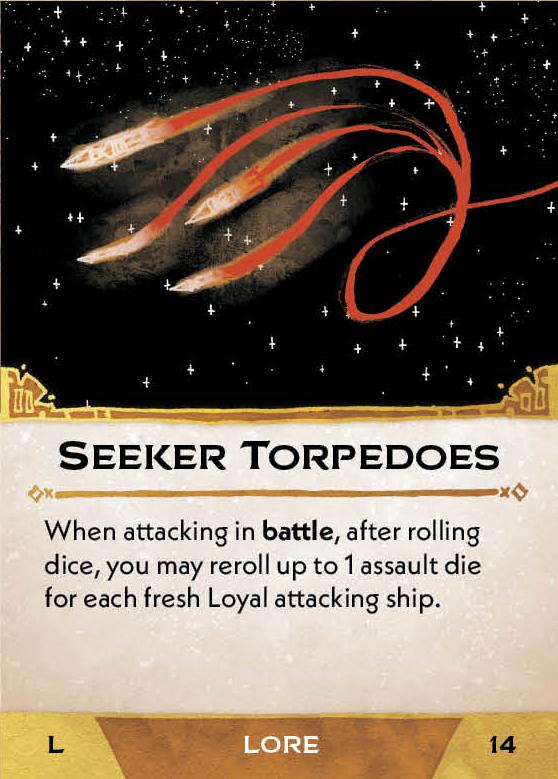 Seeker Torpedoes
When attacking in battle, after rolling
dice, you may reroll up to 1 assault die
for each fresh Loyal attacking ship.
L LORE 14